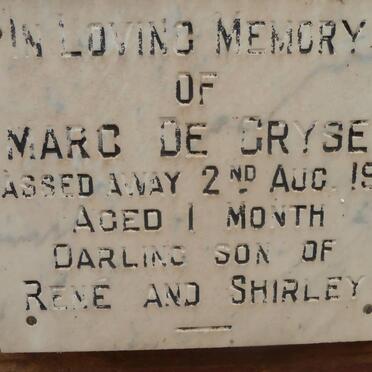 IN LOVING MEMORY
OF
MARC DE GRYSE
PASSED AWAY 2ND AUG 19
AGED 1 MONTH
DARLING SON OF
RENE AND SHIRLEY